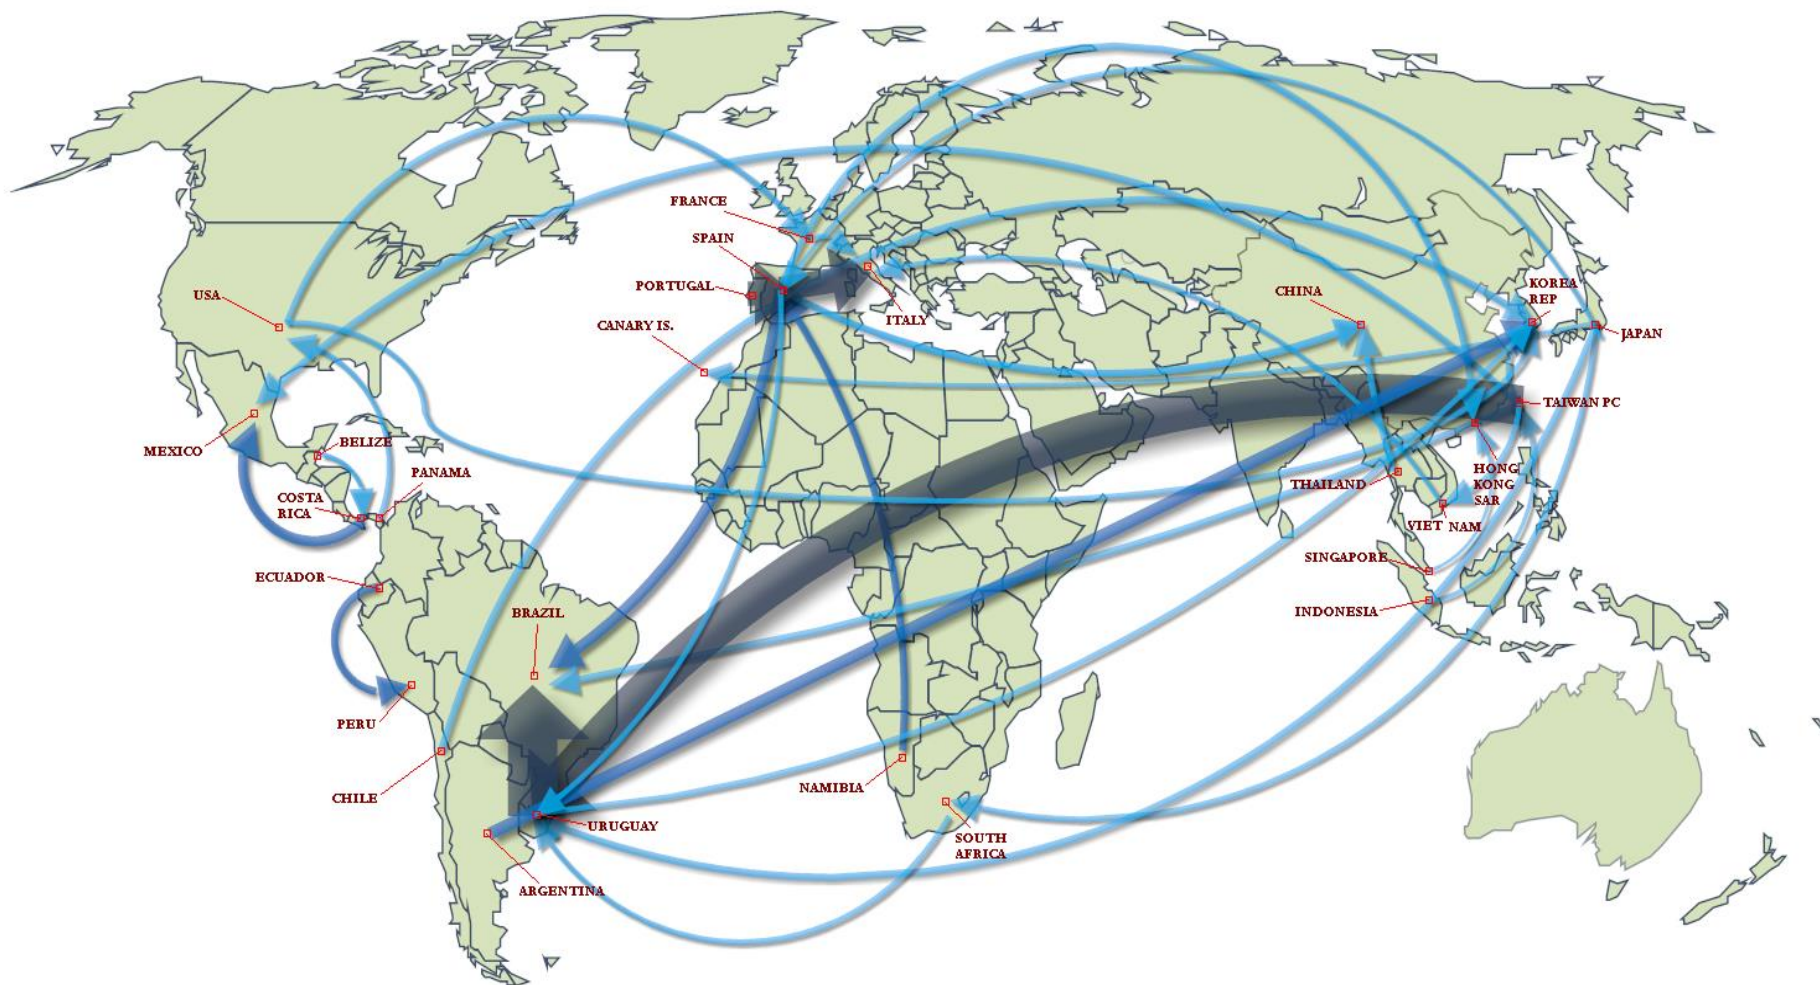 FRANCE
SPAIN
PORTUGAL
CANARY IS.
ITALY
USA
CHINA
KOREA
REP
JAPAN
TAIWAN PC
MEXICO
BELIZE
PANAMA
COSTA
RICA
HONG
KONG
SAR
THAILAND
VIET NAM
SINGAPORE
INDONESIA
ECUADOR
BRAZIL
PERU
CHILE
URUGUAY
ARGENTINA
NAMIBIA
SOUTH
AFRICA